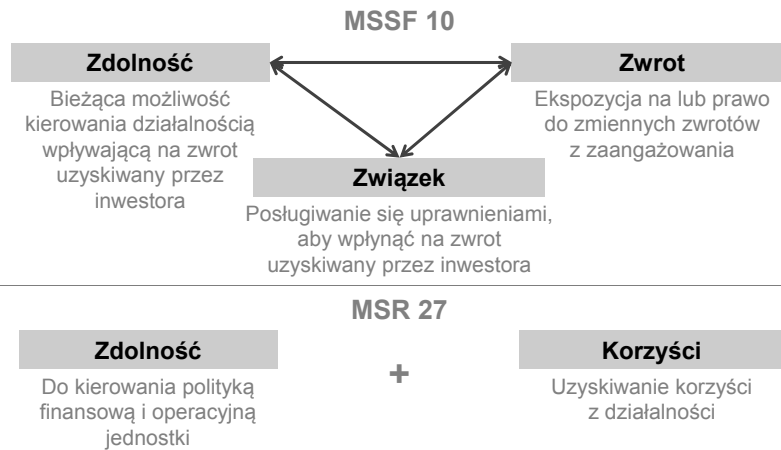 MSSF 10
Zdolność
Bieżąca możliwość
kierowania działalnością
wpływającą na zwrot
uzyskiwany przez
inwestora
Zwrot
Ekspozycja na lub prawo
do zmiennych zwrotów
z zaangażowania
Związek
Posługiwanie się uprawnieniami,
aby wpłynąć na zwrot
uzyskiwany przez inwestora
MSR 27
Zdolność
Do kierowania polityką
finansową i operacyjną
jednostki
+
Korzyści
Uzyskiwanie korzyści
z działalności